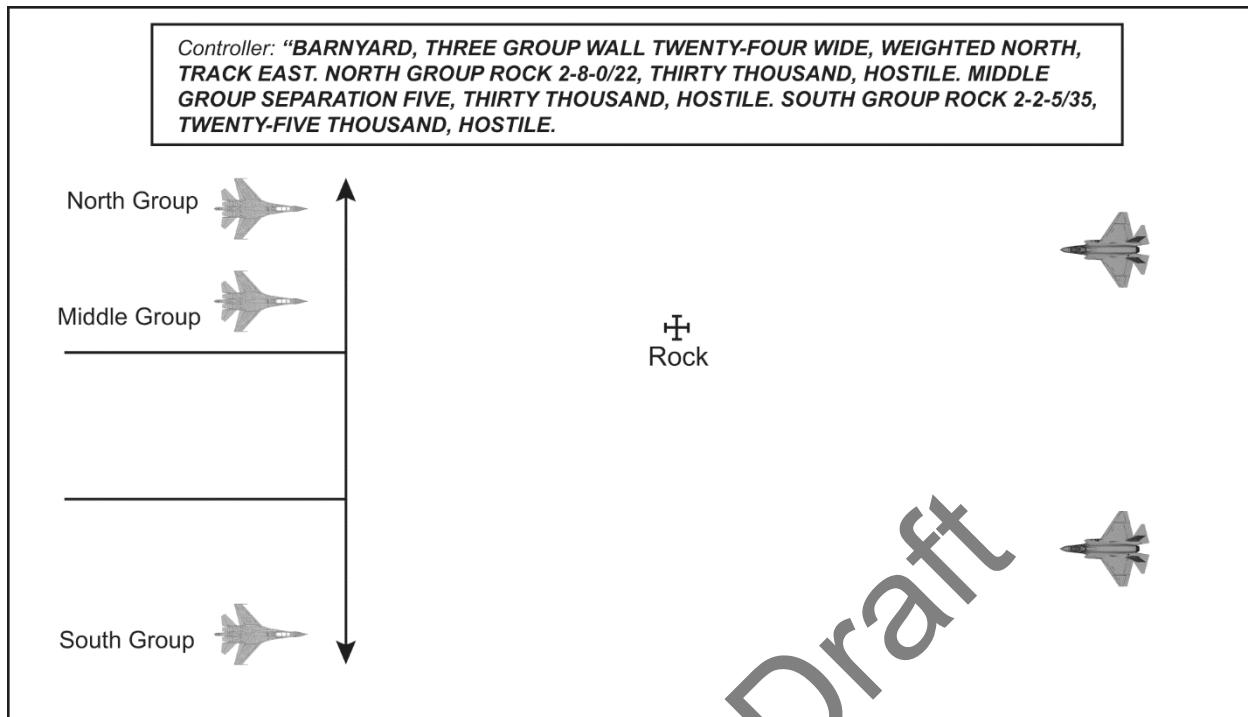 Controller: “BARNYARD, THREE GROUP WALL TWENTY-FOUR WIDE, WEIGHTED NORTH,
TRACK EAST. NORTH GROUP ROCK 2-8-0/22, THIRTY THOUSAND, HOSTILE. MIDDLE
GROUP SEPARATION FIVE, THIRTY THOUSAND, HOSTILE. SOUTH GROUP ROCK 2-2-5/35,
TWENTY-FIVE THOUSAND, HOSTILE.
North Group
Middle Group
Rock
South Group
Draft